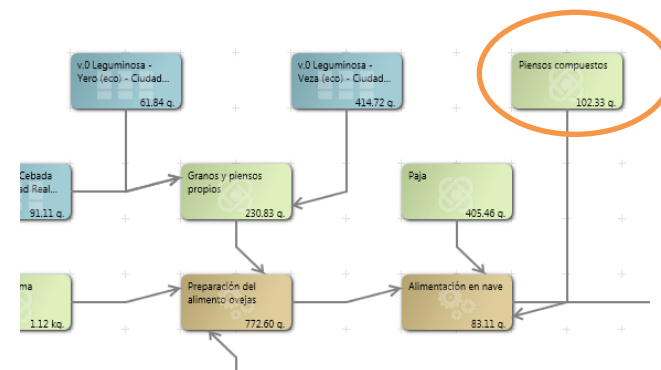 v.0 Leguminosa -
Yero (eco) - Ciudad...
61.84 g.
v.0 Leguminosa -
Veza (eco) - Ciudad...
414.72 g.
Piensos compuestos
102.33 g.
Cebada
ad Real...
91.11 g.
Granos y piensos
propios
230.83 g.
Paja
405.46 g.
ma
1.12 kg.
Preparación del
alimento ovejas
772.60 g.
Alimentación en nave
83.11 g.